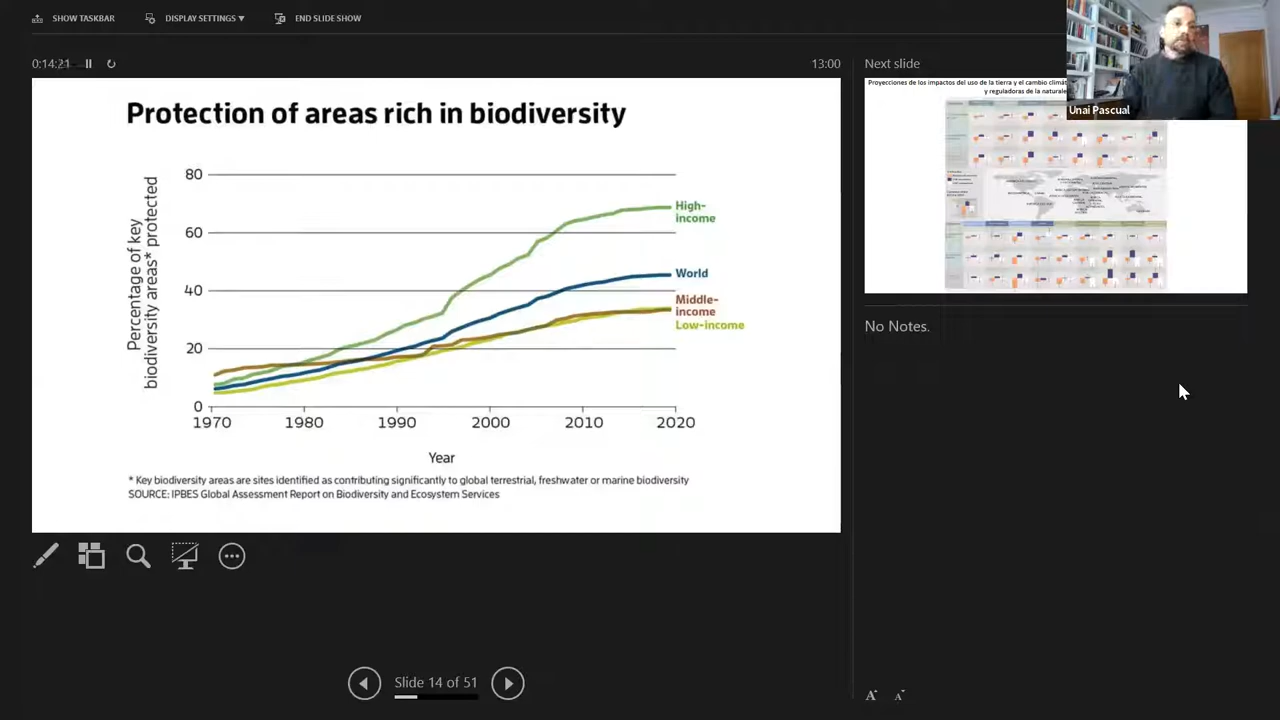 SHOW TASKBAR
DISPLAY SETTINGS ▼
END SLIDE SHOW
0:14:21
13:00
Next slide
Unai Pascual
Protection of areas rich in biodiversity
Percentage of key
biodiversity areas* protected
80
60
40
20
0
1970
1980
1990
2000
2010
2020
Year
High-
income
World
Middle-
income
Low-income
* Key biodiversity areas are sites identified as contributing significantly to global terrestrial, freshwater or marine biodiversity
SOURCE: IPBES Global Assessment Report on Biodiversity and Ecosystem Services
Proyecciones de los impactos del uso de la tierra y el cambio
y reguladoras de la
No Notes.
Slide 14 of 51
A
A